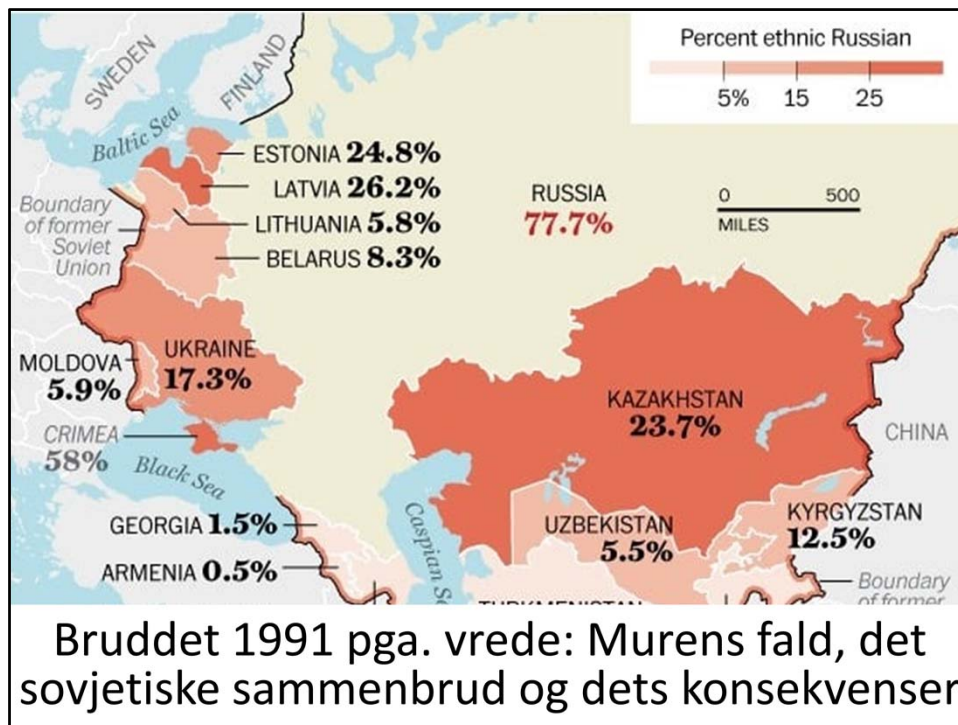 SWEDEN
FINLAND
Baltic Sea
Percent ethnic Russian
5% 15 25
ESTONIA 24.8%
LATVIA 26.2%
LITHUANIA 5.8%
BELARUS 8.3%
RUSSIA
77.7%
0 500
MILES
Boundary
of former
Soviet
Union
MOLDOVA
5.9%
UKRAINE
17.3%
CRIMEA
58%
Black Sea
KAZAKHSTAN
23.7%
CHINA
GEORGIA 1.5%
ARMENIA 0.5%
Caspian
UZBEKISTAN
5.5%
KYRGYZSTAN
12.5%
Boundary
of former
TURKMENISTAN
Bruddet 1991 pga. vrede: Murens fald, det
sovjetiske sammenbrud og dets konsekvenser